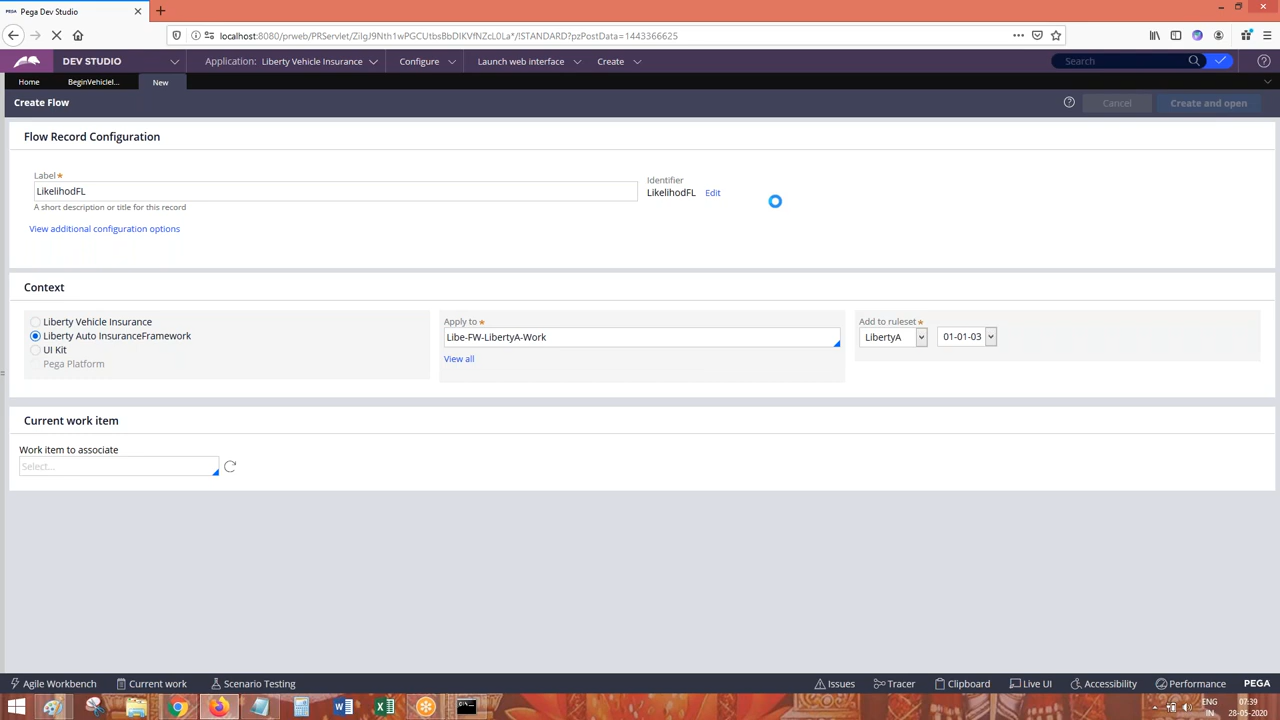 PEGA Pega Dev Studio
localhost:8080/prweb/PRServlet/ZiIgJ9Nth1wPGCUtbsBbDIKVfNZcL0La*/!STANDARD?pzPostData=1443366625
DEV STUDIO Application: Liberty Vehicle Insurance Configure Launch web interface Create Search
Home BeginVehicleI... New
Create Flow Cancel Create and open
Flow Record Configuration
Label★
LikelihodFL
A short description or title for this record
Identifier
LikelihodFL Edit
View additional configuration options
Context
Liberty Vehicle Insurance
Liberty Auto InsuranceFramework
UI Kit
Pega Platform
Apply to ★
Libe-FW-LibertyA-Work
View all
Add to ruleset ★
LibertyA 01-01-03
Current work item
Work item to associate
Select...
Agile Workbench Current work Scenario Testing Issues Tracer Clipboard Live UI Accessibility Performance PEGA
ENG 07:39
IN 28-05-2020